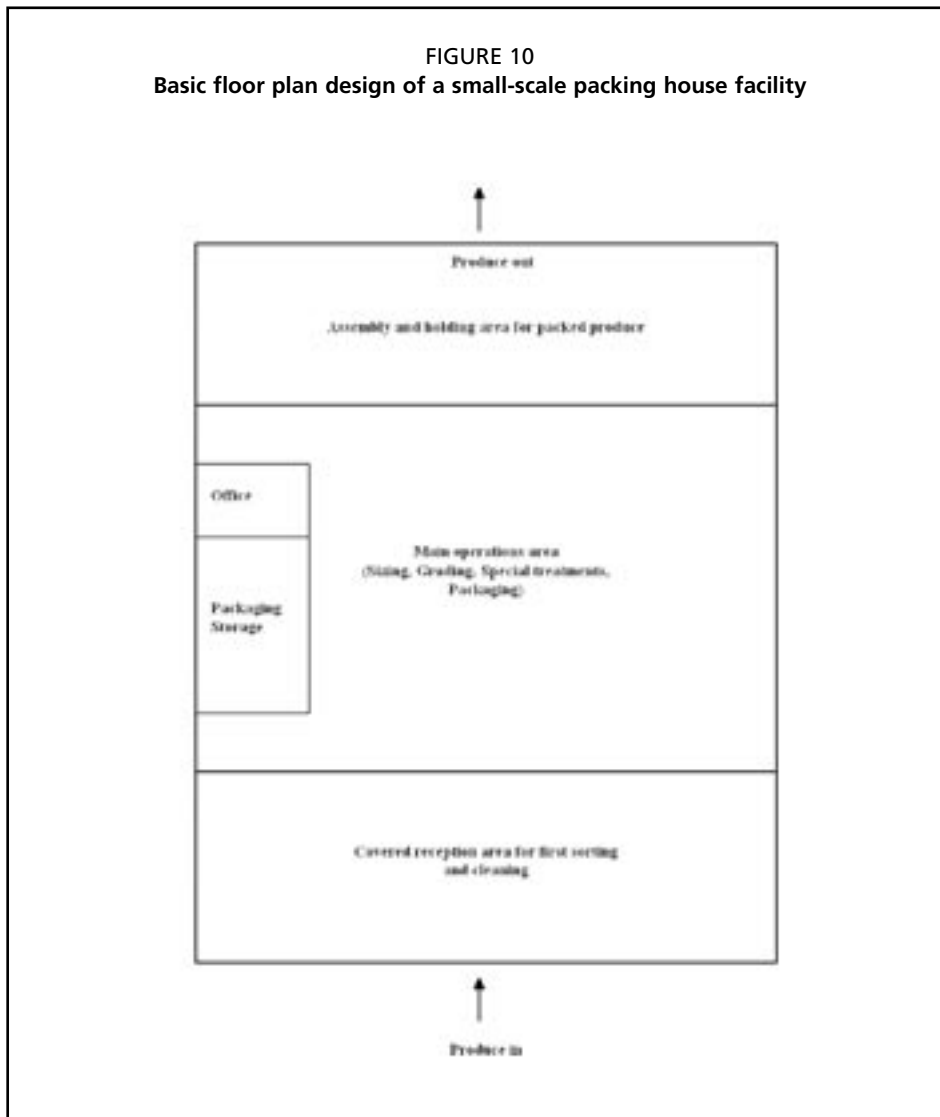 FIGURE 10
Basic floor plan design of a small-scale packing house facility
Produce out
Assembly and holding area for packed produce
Office
Main operations area
(Sizing, Grading, Special treatments,
Packaging)
Packaging
Storage
Covered reception area for first sorting
and cleaning
Produce in